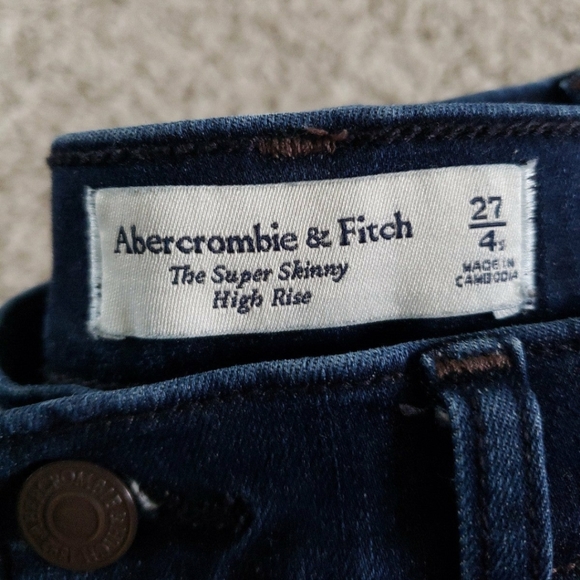 Abercrombie & Fitch
The Super Skinny
High Rise
27
4s
MADE IN
CAMBODIA